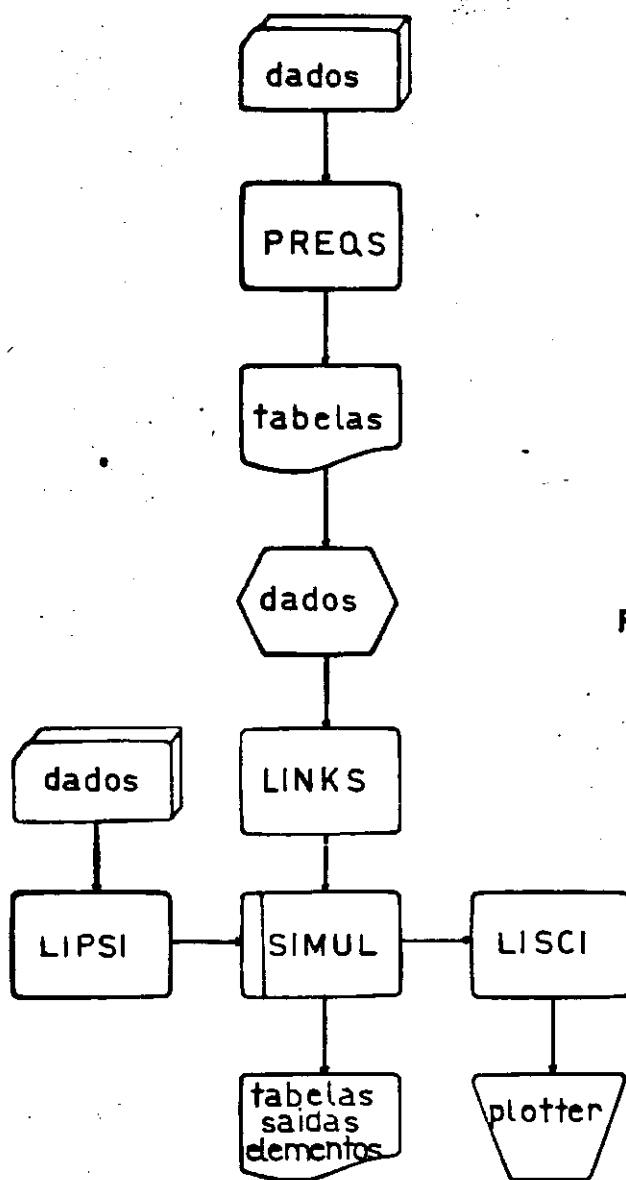 dados
PREQS
tabelas
dados
F
dados
LINKS
LIPSI
SIMUL
LISCI
tabelas
saidas
elementos
plotter